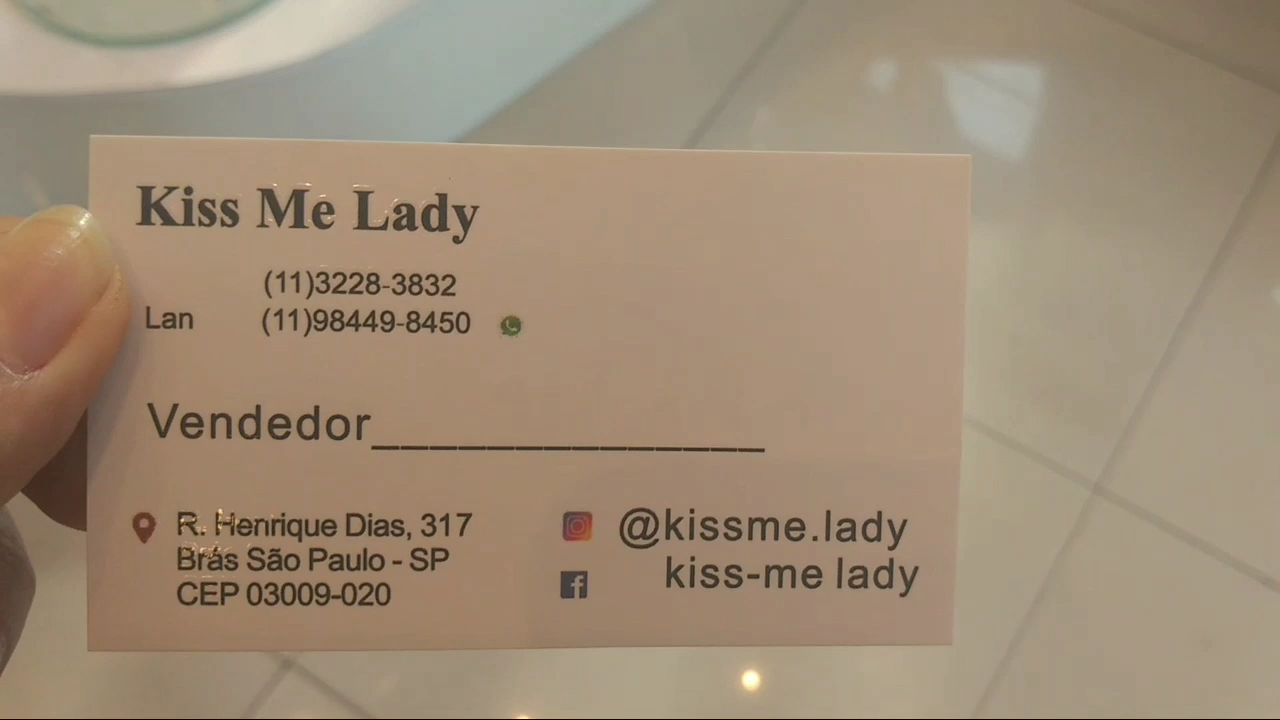 Kiss Me Lady
(11)3228-3832
Lan (11)98449-8450
Vendedor______________
R. Henrique Dias, 317
Brás São Paulo - SP
CEP 03009-020
@kissme.lady
kiss-me lady